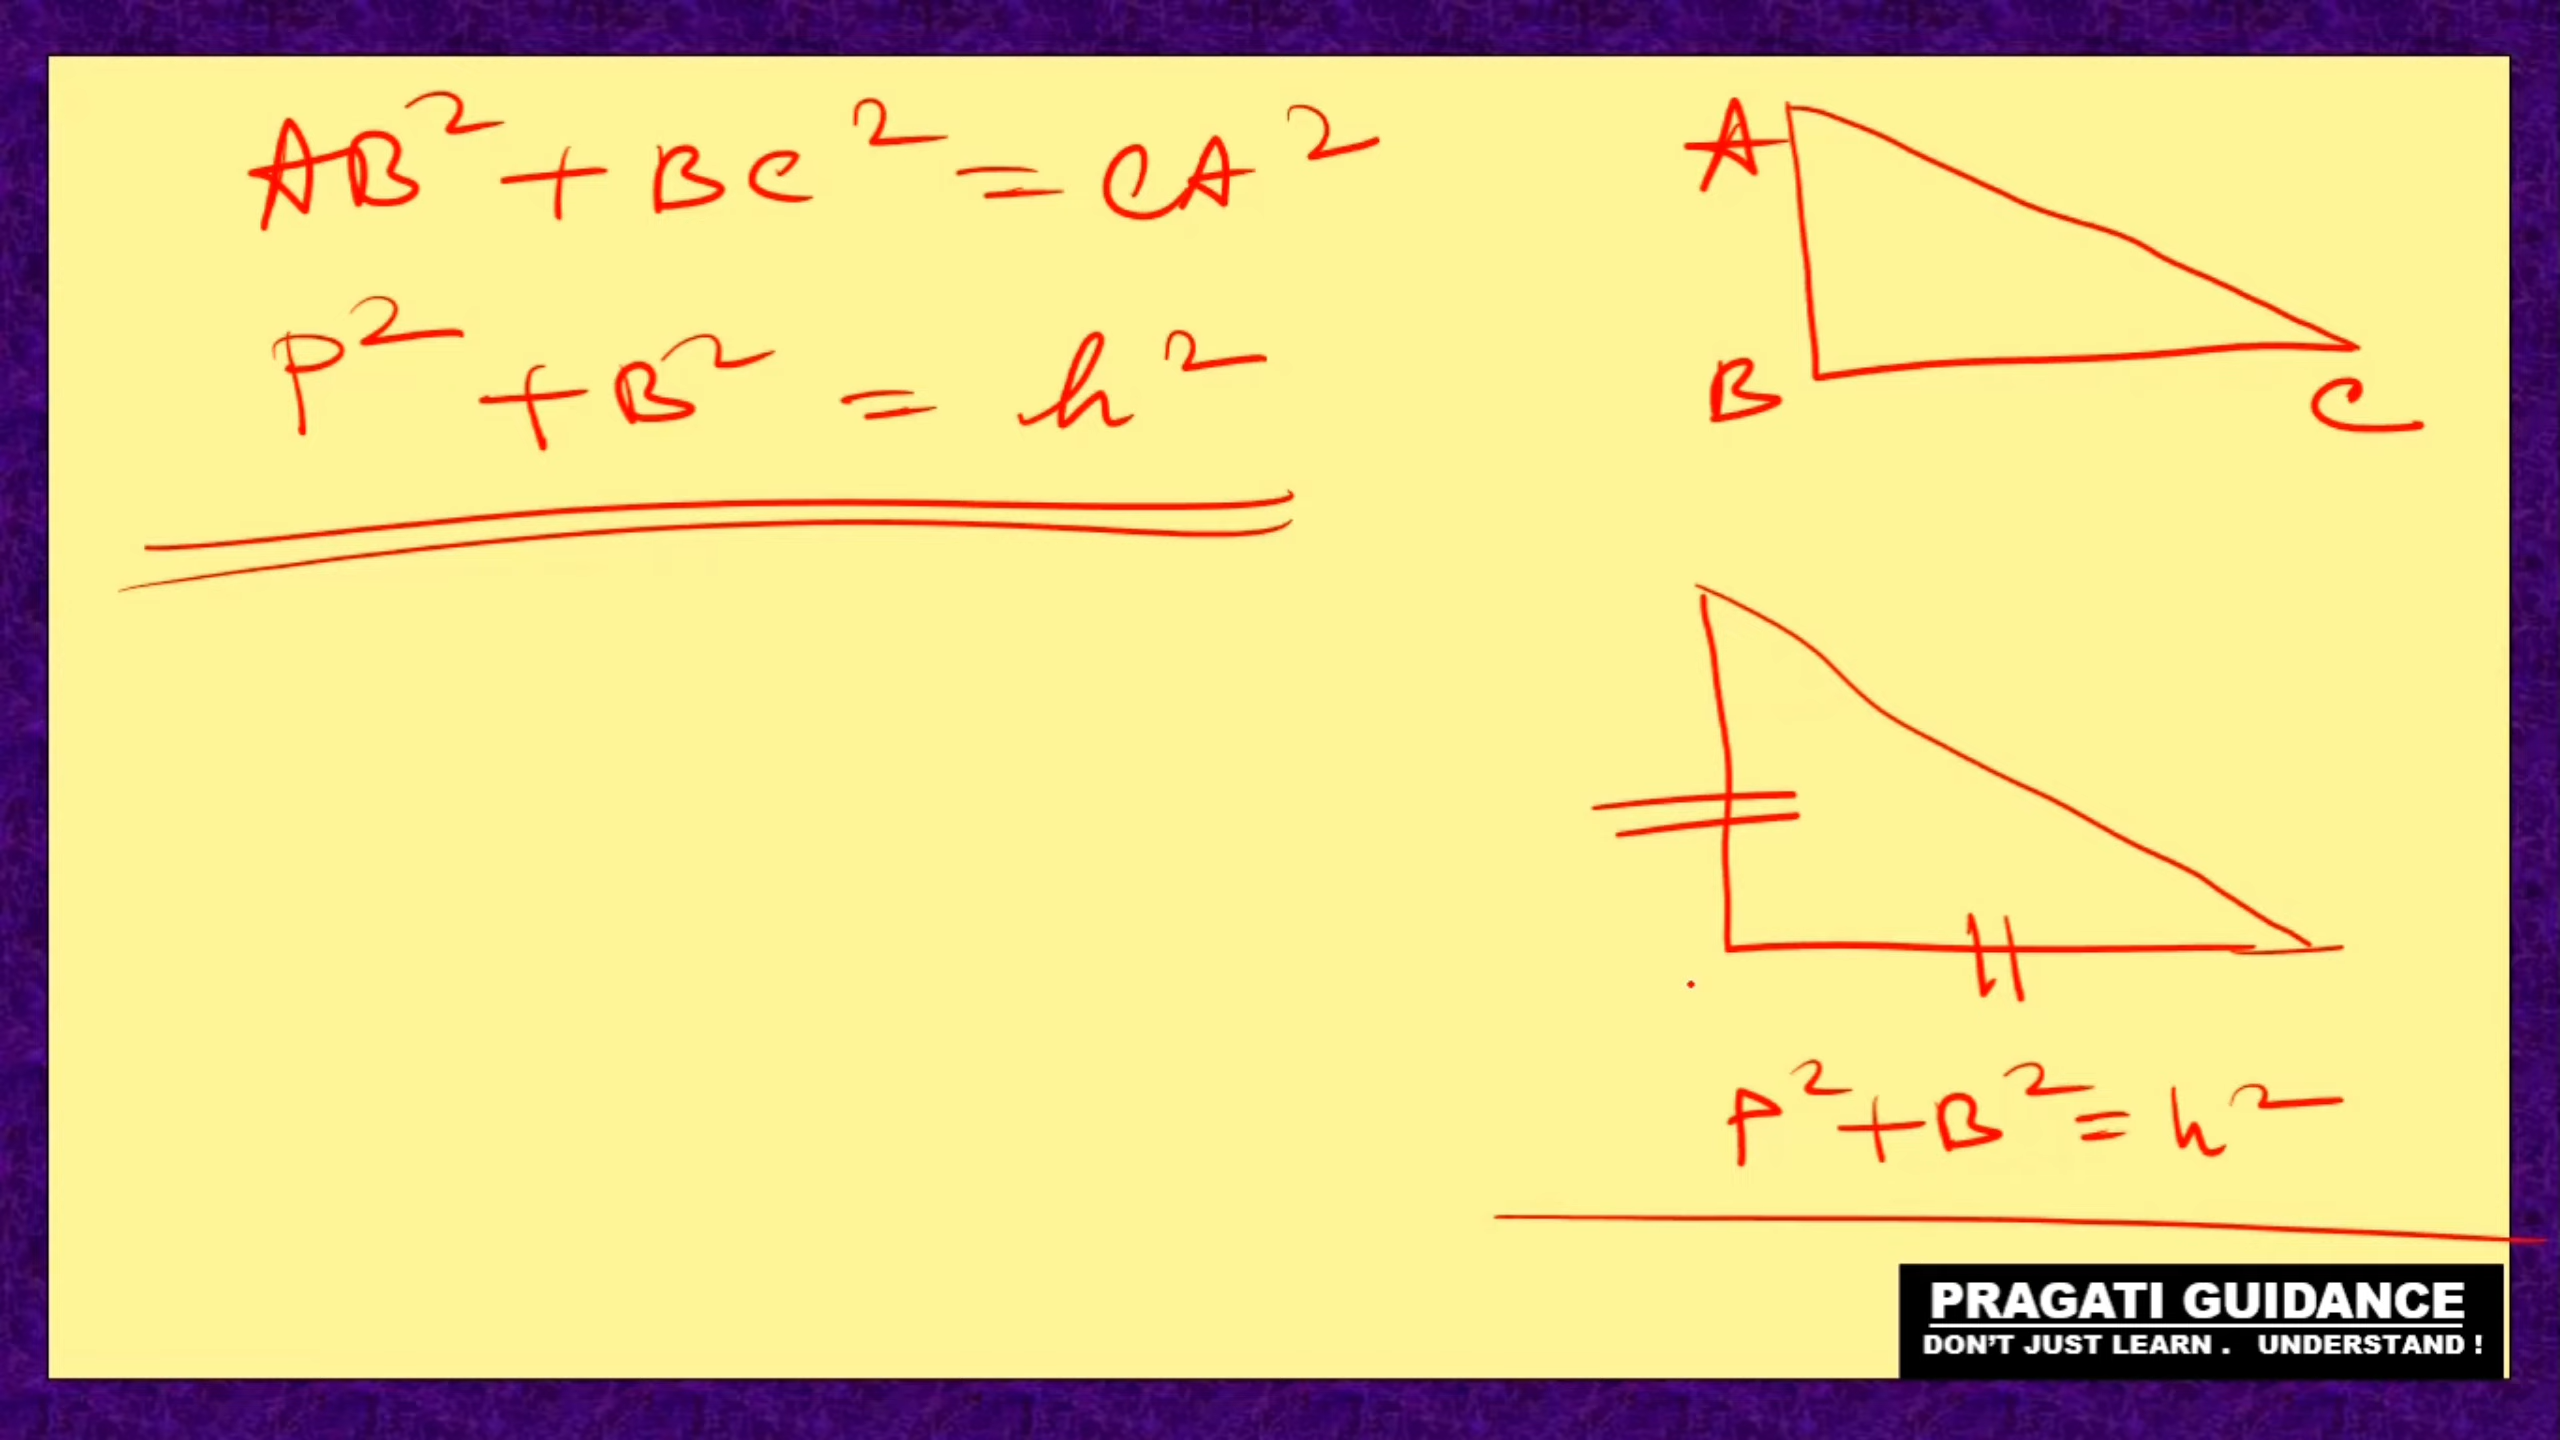 AB² + BC² = CA²
P² + B² = h²
A
B
C
P² + B² = h²
PRAGATI GUIDANCE
DON'T JUST LEARN . UNDERSTAND !